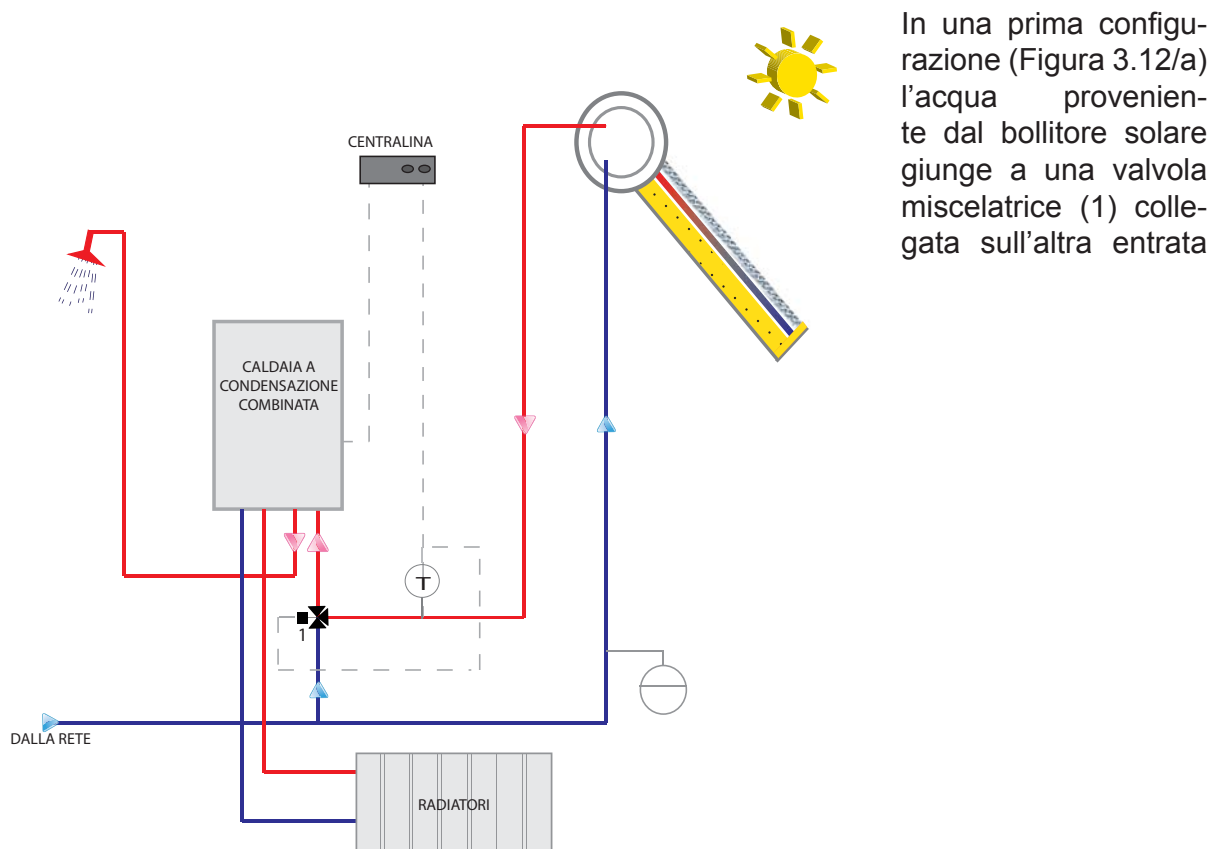 In una prima configu-
razione (Figura 3.12/a)
l’acqua provenien-
te dal bollitore solare
giunge a una valvola
miscelatrice (1) colle-
gata sull’altra entrata
CENTRALINA
CALDAIA A
CONDENSAZIONE
COMBINATA
T
1
DALLA RETE
RADIATORI